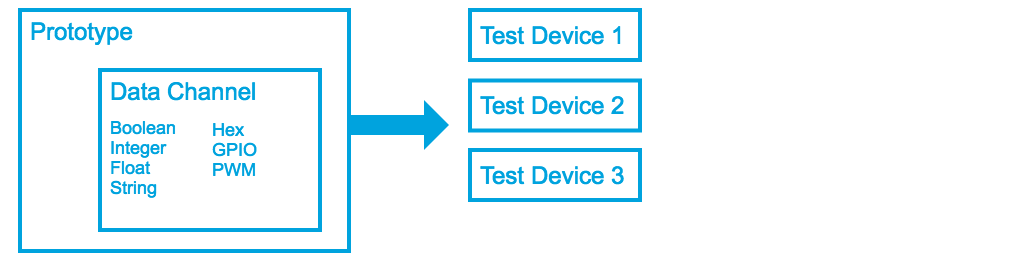 Prototype
Data Channel
Boolean
Integer
Float
String
Hex
GPIO
PWM
Test Device 1
Test Device 2
Test Device 3